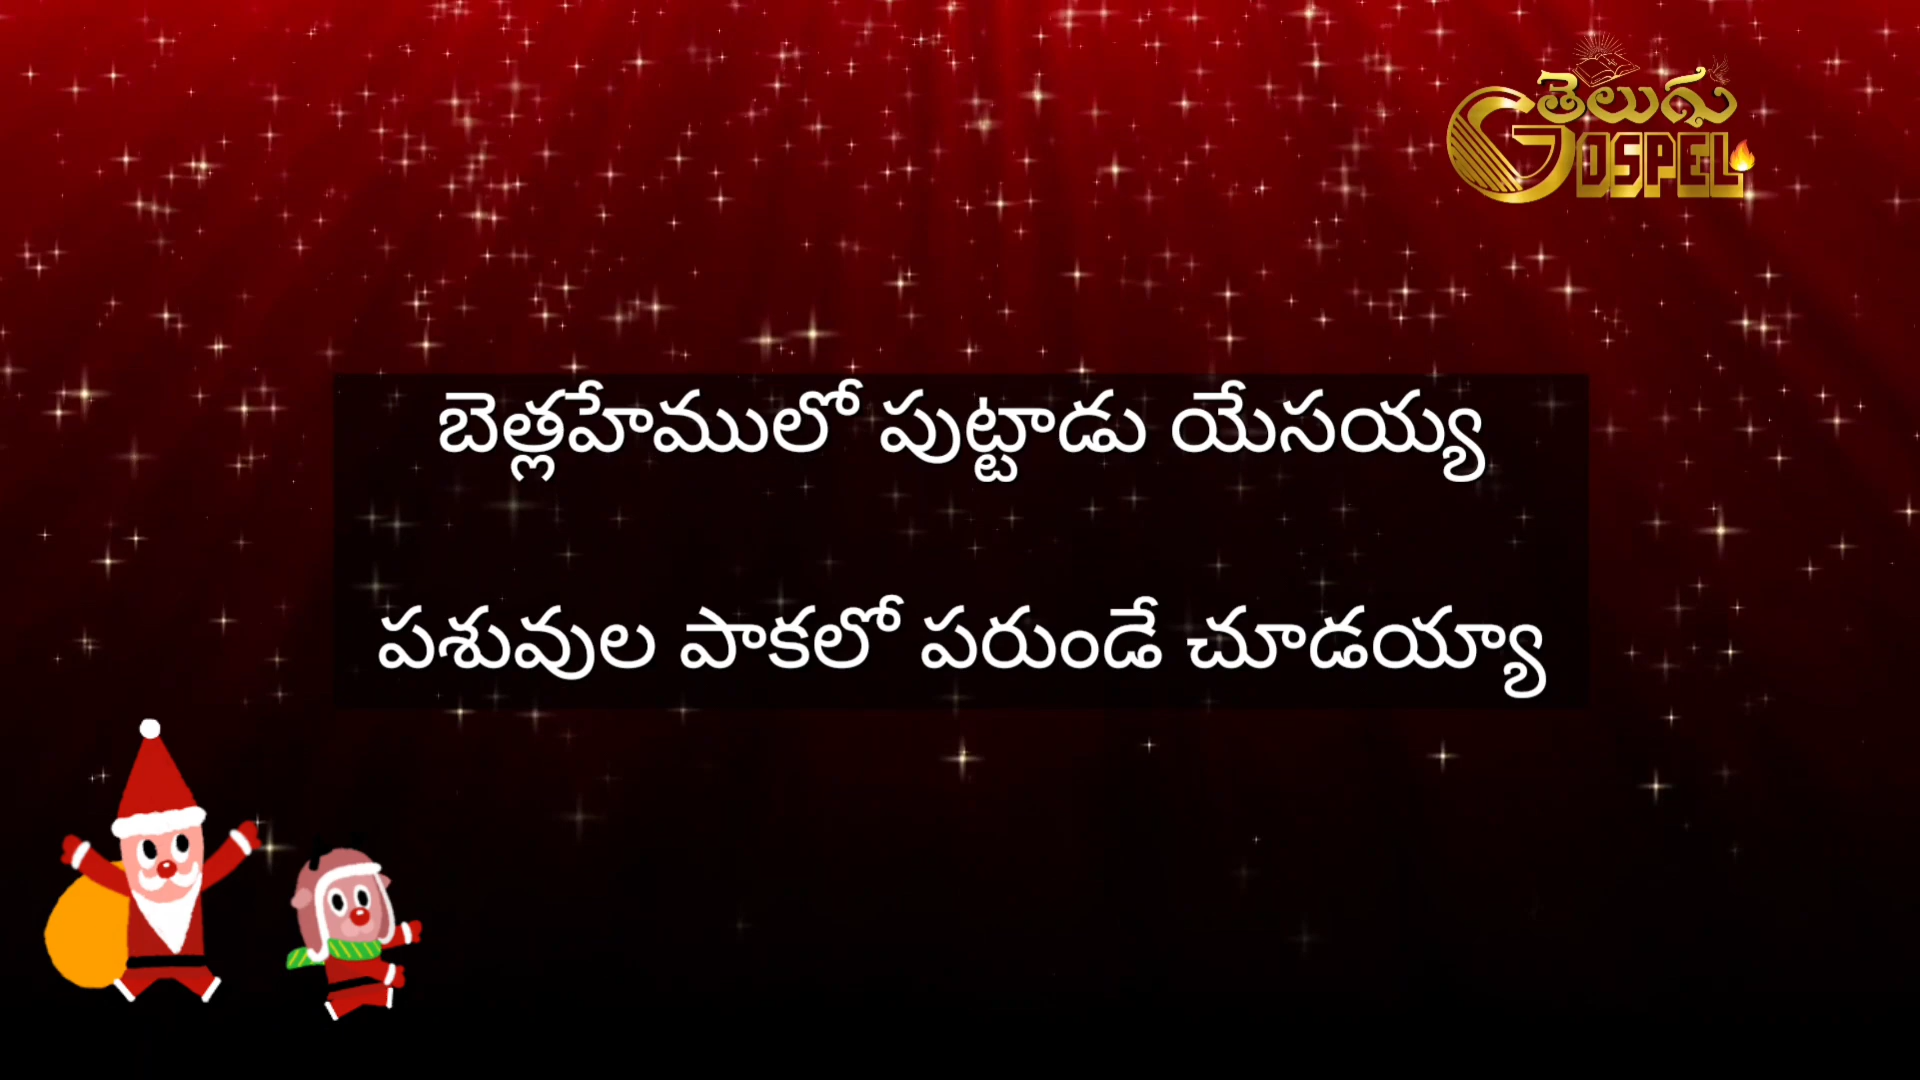 తెలుగు
GOSPEL
బెత్లహేములో పుట్టాడు యేసయ్య
పశువుల పాకలో పరుండే చూడయ్యా